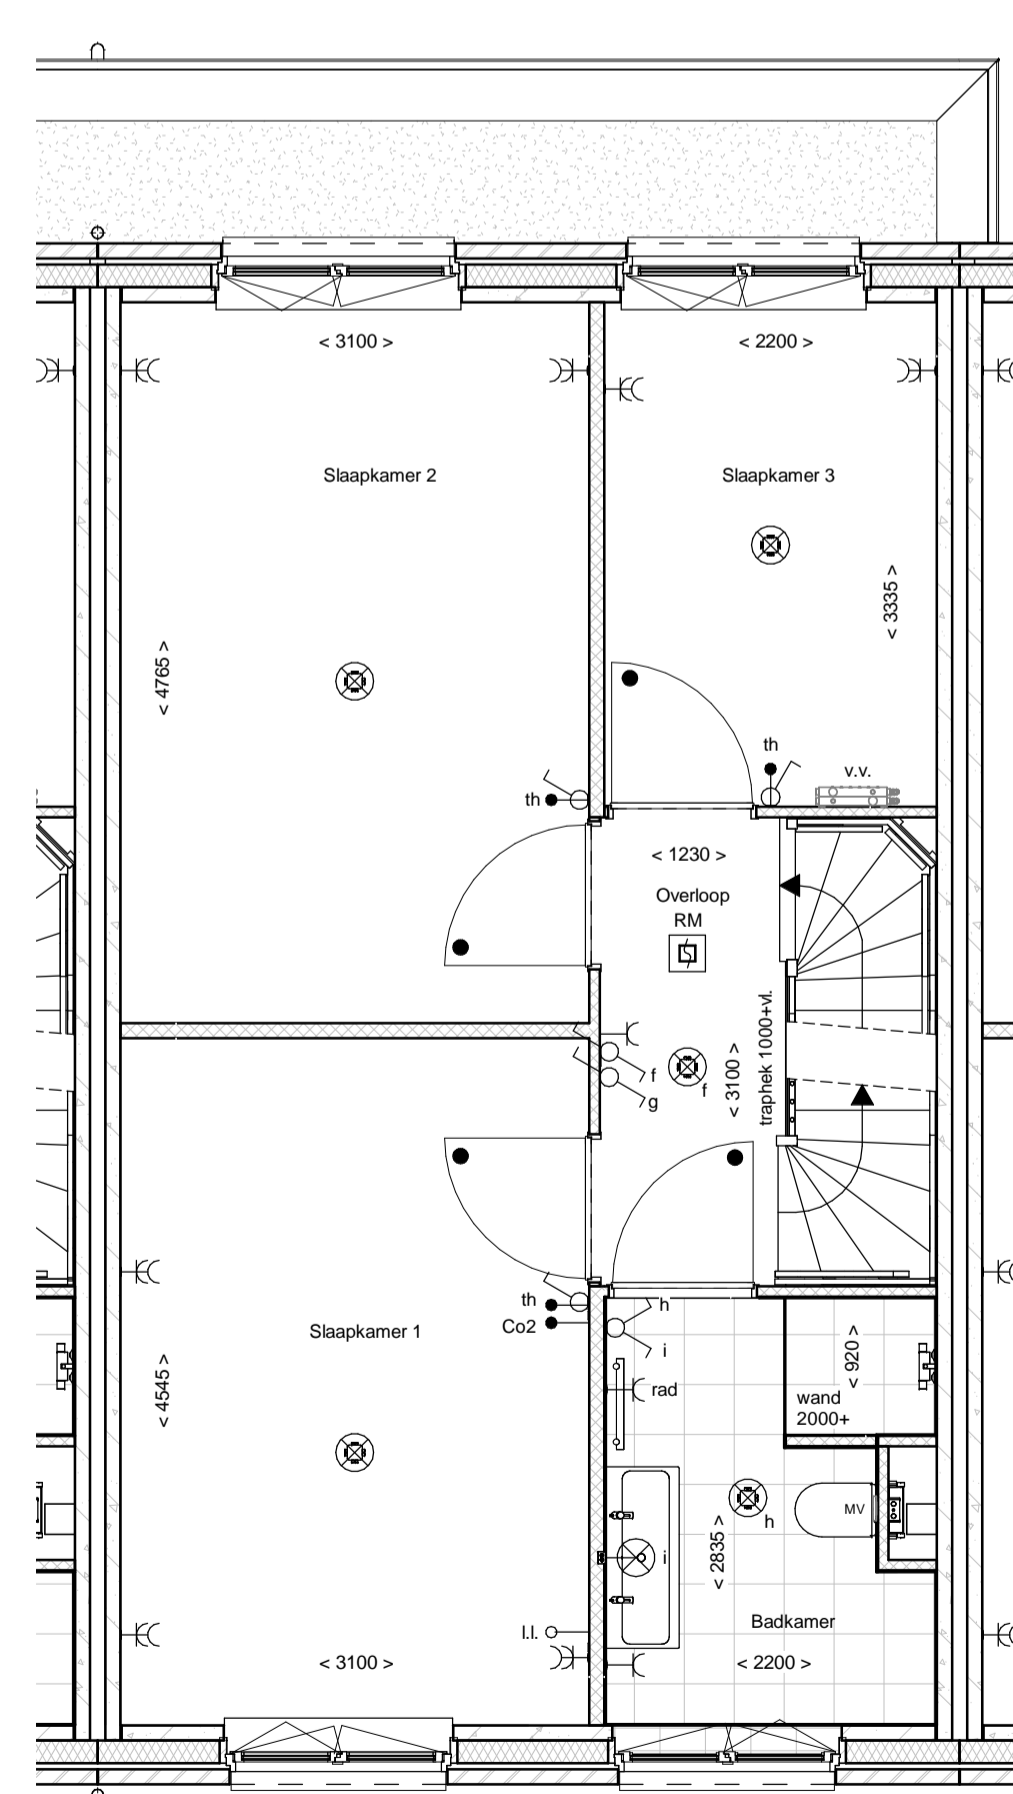 < 3100 >
< 2200 >
Slaapkamer 2
Slaapkamer 3
< 3335 >
< 4765 >
th
v.v.
th
< 1230 >
Overloop
RM
traphek 1000+vl.
< 3100 >
f
f
g
th
Co2
h
i
Slaapkamer 1
< 920 >
< 4545 >
rad
wand
2000+
MV
h
< 2835 >
i
Badkamer
l.l.
< 3100 >
< 2200 >